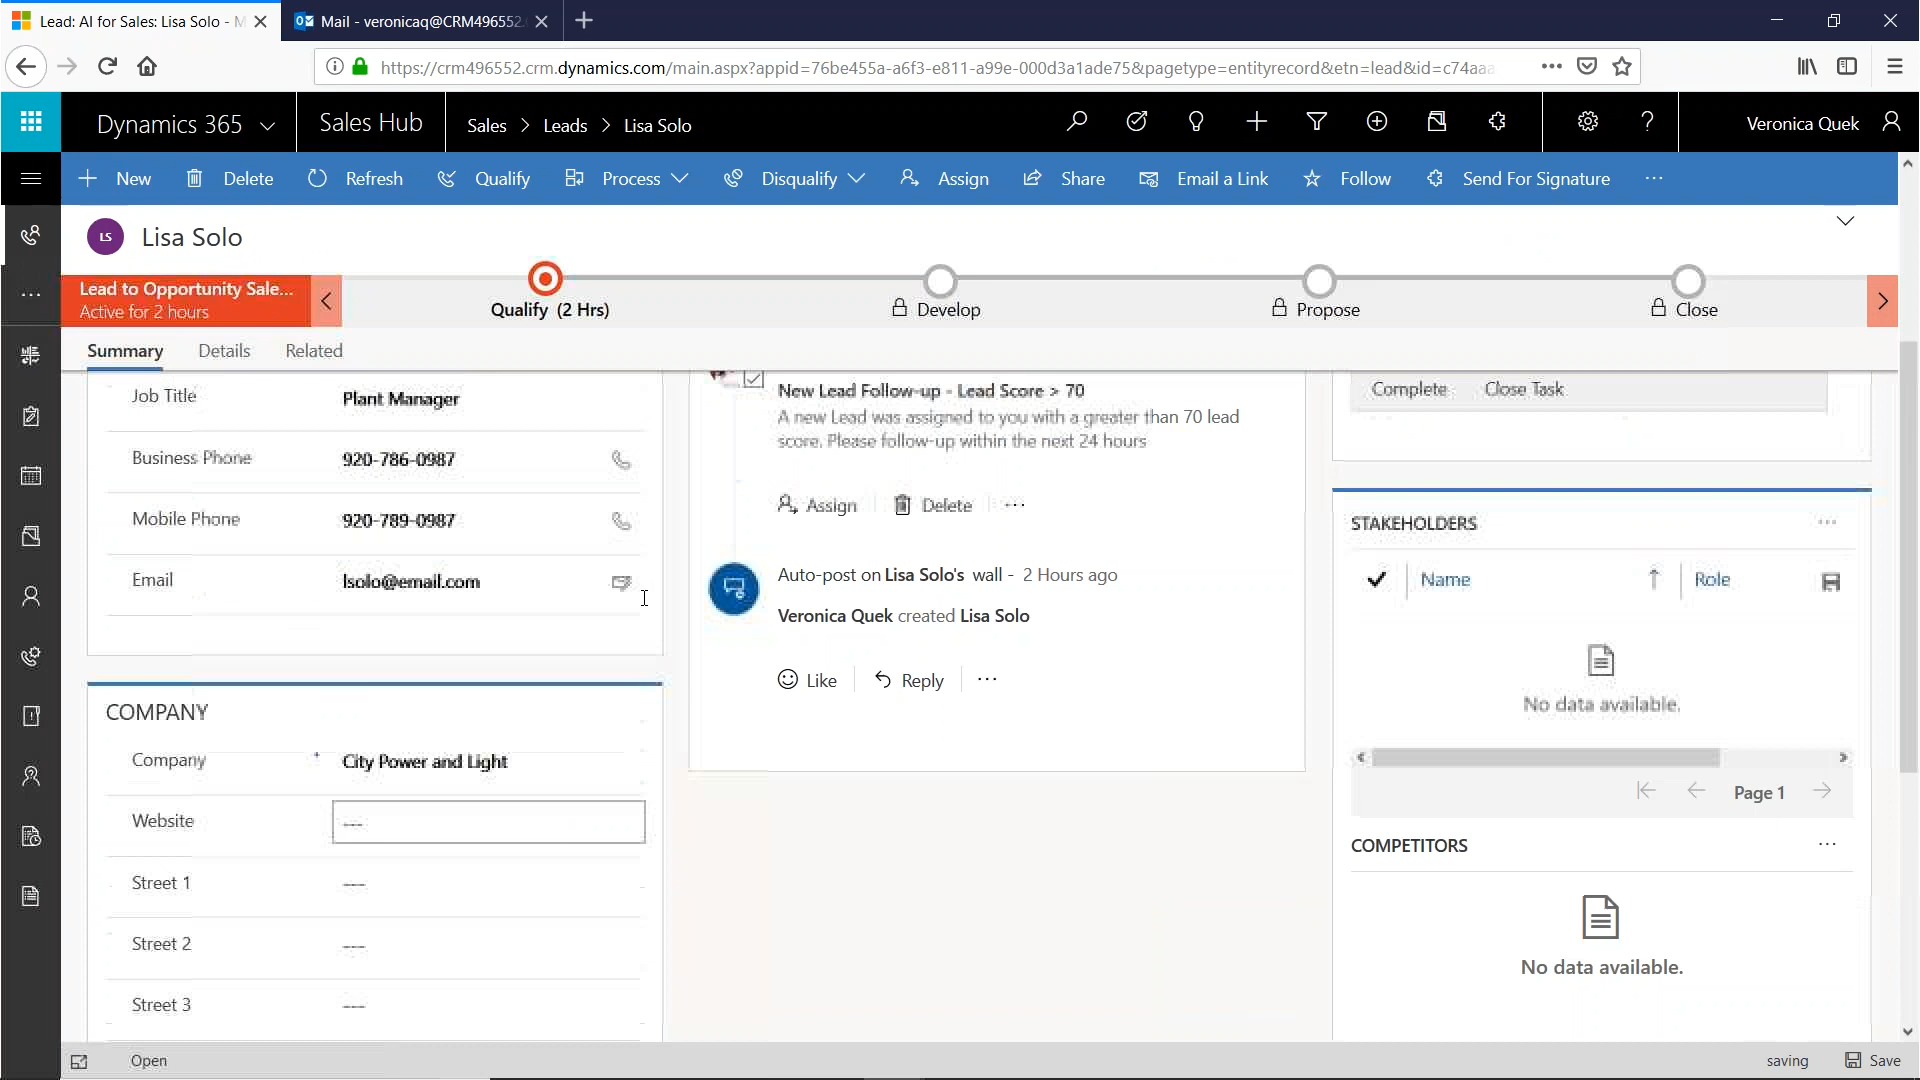 Lead: AI for Sales: Lisa Solo - M
Mail - veronicaq@CRM496552.
https://crm496552.crm.dynamics.com/main.aspx?appid=76be455a-a6f3-e811-a99e-000d3a1ade75&pagetype=entityrecord&etn=lead&id=c74aaa
Dynamics 365
Sales Hub
Sales > Leads > Lisa Solo
Veronica Quek
New
Delete
Refresh
Qualify
Process
Disqualify
Assign
Share
Email a Link
Follow
Send For Signature
LS
Lisa Solo
Lead to Opportunity Sale...
Active for 2 hours
Qualify (2 Hrs)
Develop
Propose
Close
Summary
Details
Related
Job Title
Plant Manager
Business Phone
920-786-0987
Mobile Phone
920-789-0987
Email
lsolo@email.com
COMPANY
Company
City Power and Light
Website
---
Street 1
---
Street 2
---
Street 3
---
New Lead Follow-up - Lead Score > 70
A new Lead was assigned to you with a greater than 70 lead
score. Please follow-up within the next 24 hours
Assign
Delete
Auto-post on Lisa Solo's wall - 2 Hours ago
Veronica Quek created Lisa Solo
Like
Reply
Complete
Close Task
STAKEHOLDERS
Name
Role
No data available.
Page 1
COMPETITORS
No data available.
Open
saving
Save